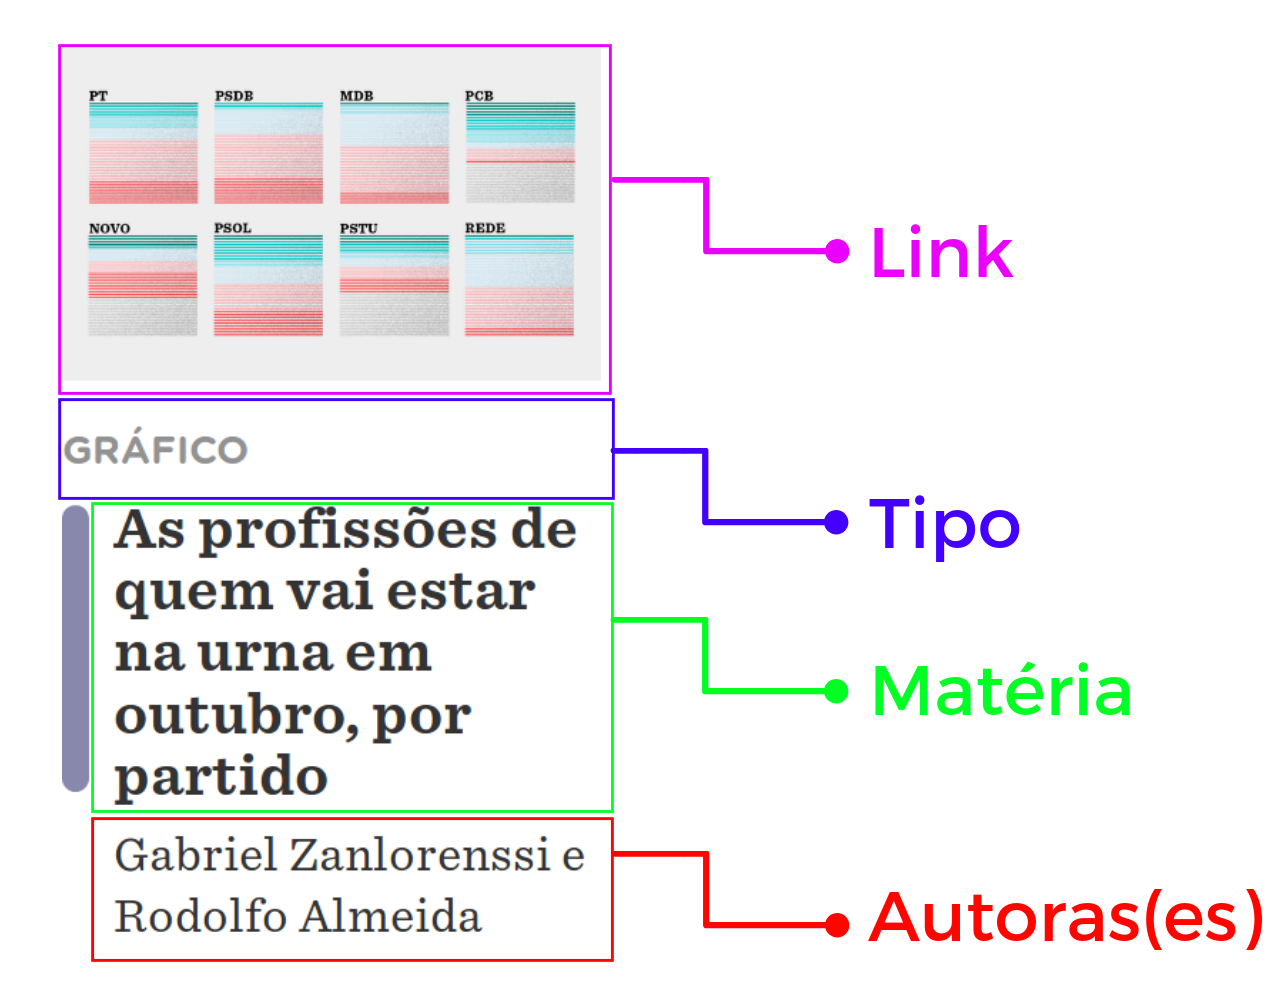 PT PSDB MDB PCB
NOVO PSOL PSTU REDE
Link
GRÁFICO
Tipo
As profissões de
quem vai estar
na urna em
outubro, por
partido
Matéria
Gabriel Zanlorenssi e
Rodolfo Almeida
Autoras(es)